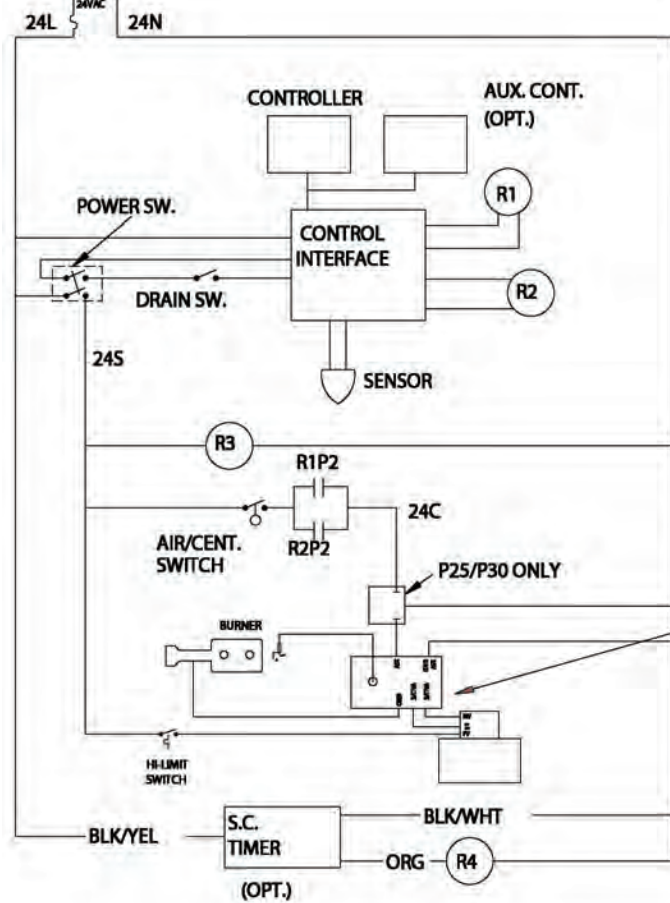 24VAC
24L
24N
CONTROLLER
AUX. CONT.
(OPT.)
R1
POWER SW.
CONTROL
INTERFACE
R2
DRAIN SW.
24S
SENSOR
R3
R1P2
24C
R2P2
AIR/CENT.
SWITCH
P25/P30 ONLY
BURNER
HI-LIMIT
SWITCH
BLK/YEL
S.C.
TIMER
BLK/WHT
ORG
R4
(OPT.)